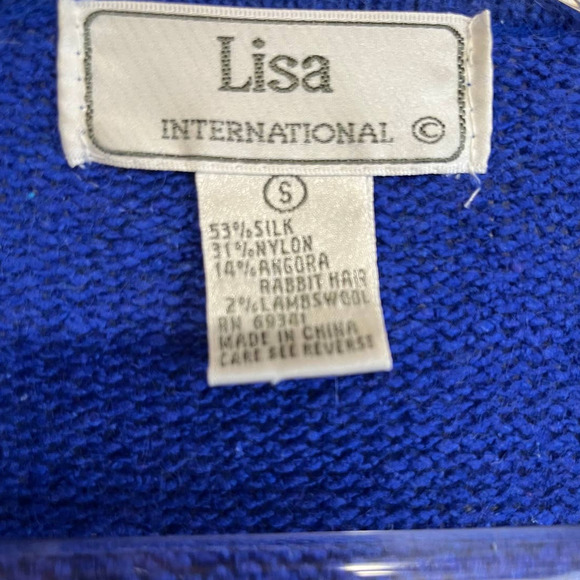 Lisa
INTERNATIONAL ©
S
53% SILK
31% NYLON
14% ANGORA
RABBIT HAIR
2% LAMBSWOOL
RN 69341
MADE IN CHINA
CARE SEE REVERSE